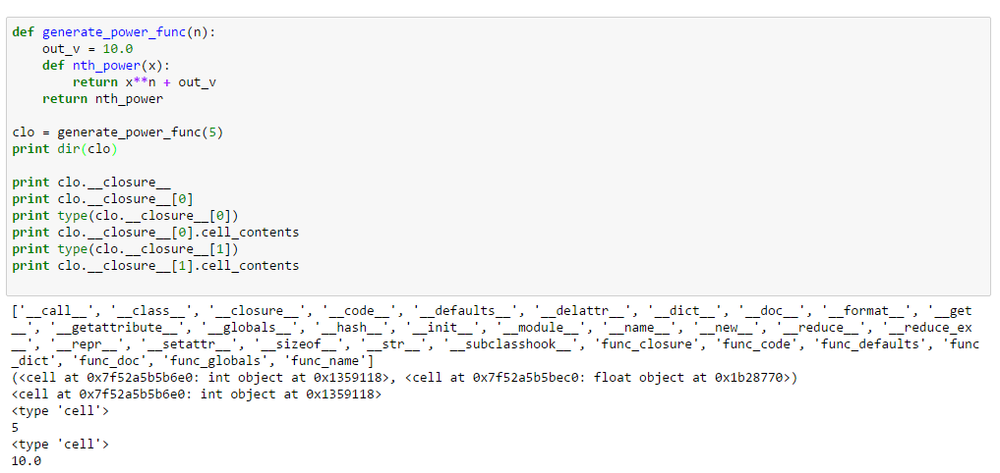 def generate_power_func(n):
    out_v = 10.0
    def nth_power(x):
        return x**n + out_v
    return nth_power

clo = generate_power_func(5)
print dir(clo)

print clo.__closure__
print clo.__closure__[0]
print type(clo.__closure__[0])
print clo.__closure__[0].cell_contents
print type(clo.__closure__[1])
print clo.__closure__[1].cell_contents

['__call__', '__class__', '__closure__', '__code__', '__defaults__', '__delattr__', '__dict__', '__doc__', '__format__', '__get
__', '__getattribute__', '__globals__', '__hash__', '__init__', '__module__', '__name__', '__new__', '__reduce__', '__reduce_ex
__', '__repr__', '__setattr__', '__sizeof__', '__str__', '__subclasshook__', 'func_closure', 'func_code', 'func_defaults', 'func
_dict', 'func_doc', 'func_globals', 'func_name']
(<cell at 0x7f52a5b5b6e0: int object at 0x1359118>, <cell at 0x7f52a5b5bec0: float object at 0x1b28770>)
<cell at 0x7f52a5b5b6e0: int object at 0x1359118>
<type 'cell'>
5
<type 'cell'>
10.0